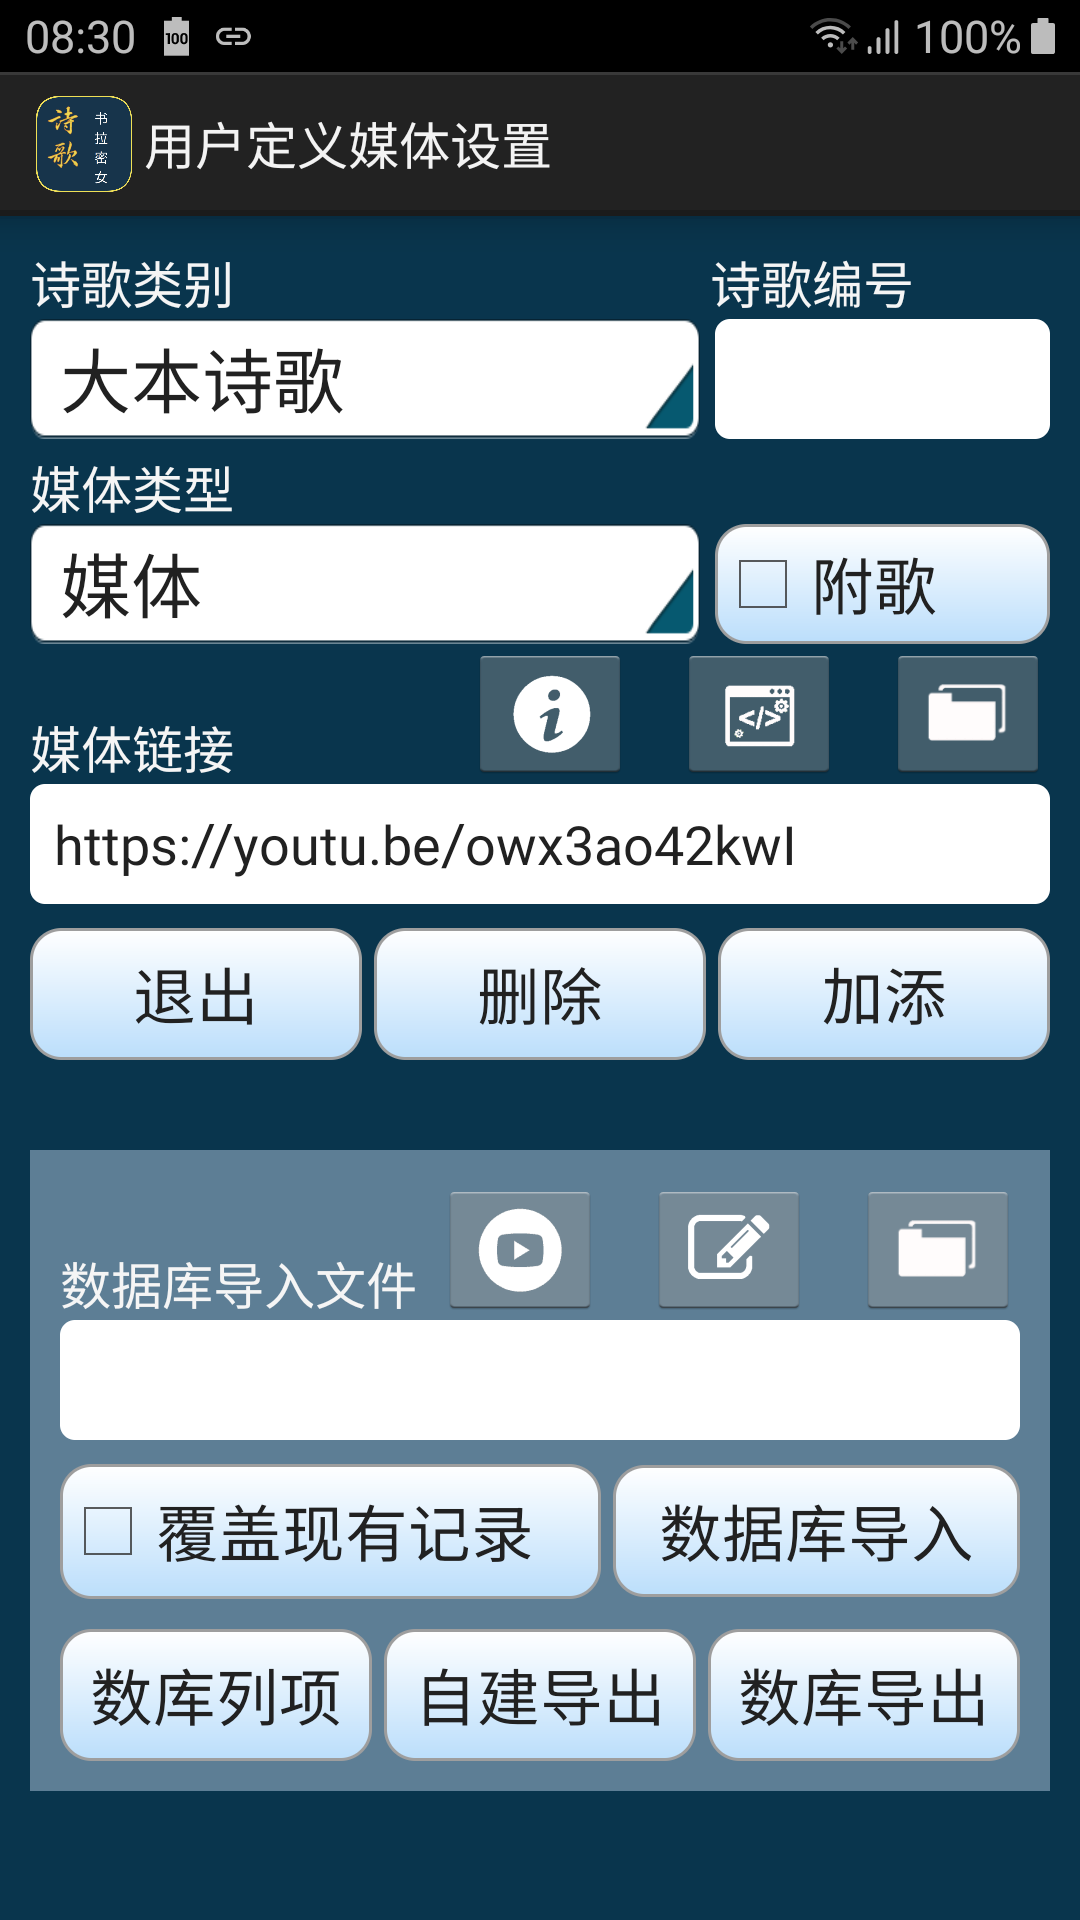 08:30 100 100%
诗歌 书拉密女 用户定义媒体设置
诗歌类别 诗歌编号
大本诗歌
媒体类型
媒体 附歌
媒体链接 </>
https://youtu.be/owx3ao42kwI
退出 删除 加添
数据库导入文件
覆盖现有记录 数据库导入
数库列项 自建导出 数库导出